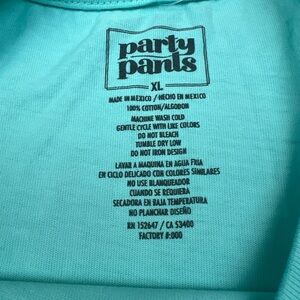 party
pants
XL
MADE IN MEXICO / HECHO EN MEXICO
100% COTTON/ALGODON
MACHINE WASH COLD
GENTLE CYCLE WITH LIKE COLORS
DO NOT BLEACH
TUMBLE DRY LOW
DO NOT IRON DESIGN
LAVAR A MAQUINA EN AGUA FRIA
EN CICLO DELICADO CON COLORES SIMILARES
NO USE BLANQUEADOR
CUANDO SE REQUIERA
SECADORA EN BAJA TEMPERATURA
NO PLANCHAR DISEÑO
RN 152647 / CA 53400
FACTORY #:000